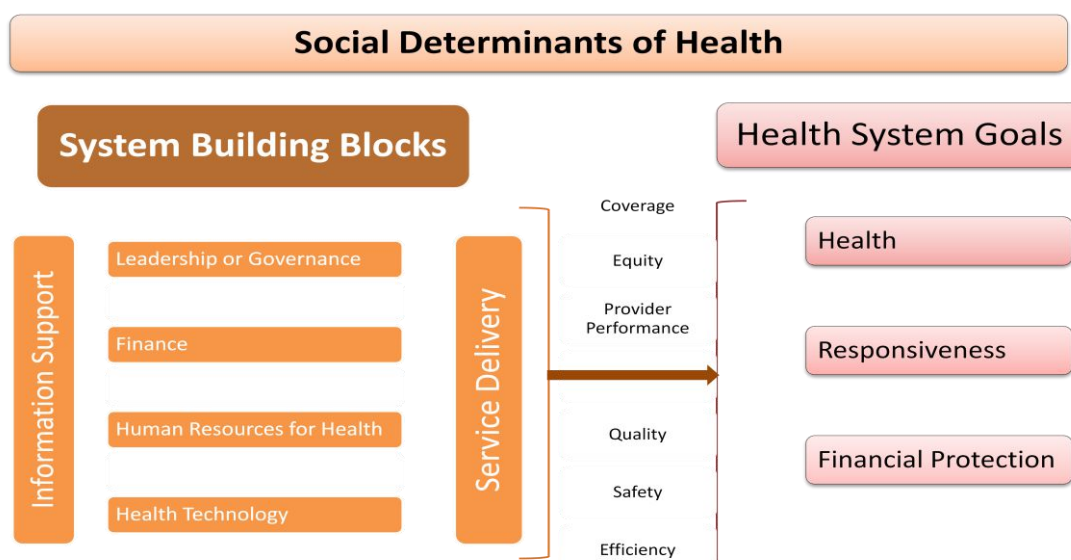 Social Determinants of Health
System Building Blocks
Health System Goals
Information Support
Leadership or Governance
Finance
Human Resources for Health
Health Technology
Service Delivery
Coverage
Equity
Provider
Performance
Quality
Safety
Efficiency
Health
Responsiveness
Financial Protection